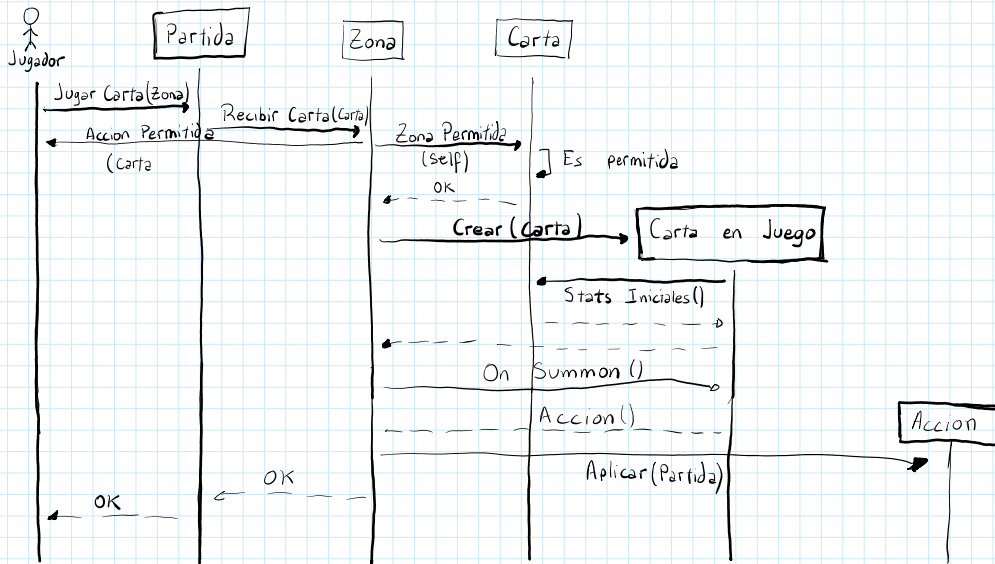 Jugador
Partida
Zona
Carta
Jugar Carta(Zona)
Recibir Carta(Carta)
Accion Permitida
(Carta
Zona Permitida
(self)
Es permitida
OK
Crear(Carta)
Carta en Juego
Stats Iniciales()
On Summon()
Accion()
Accion
Aplicar(Partida)
OK
OK